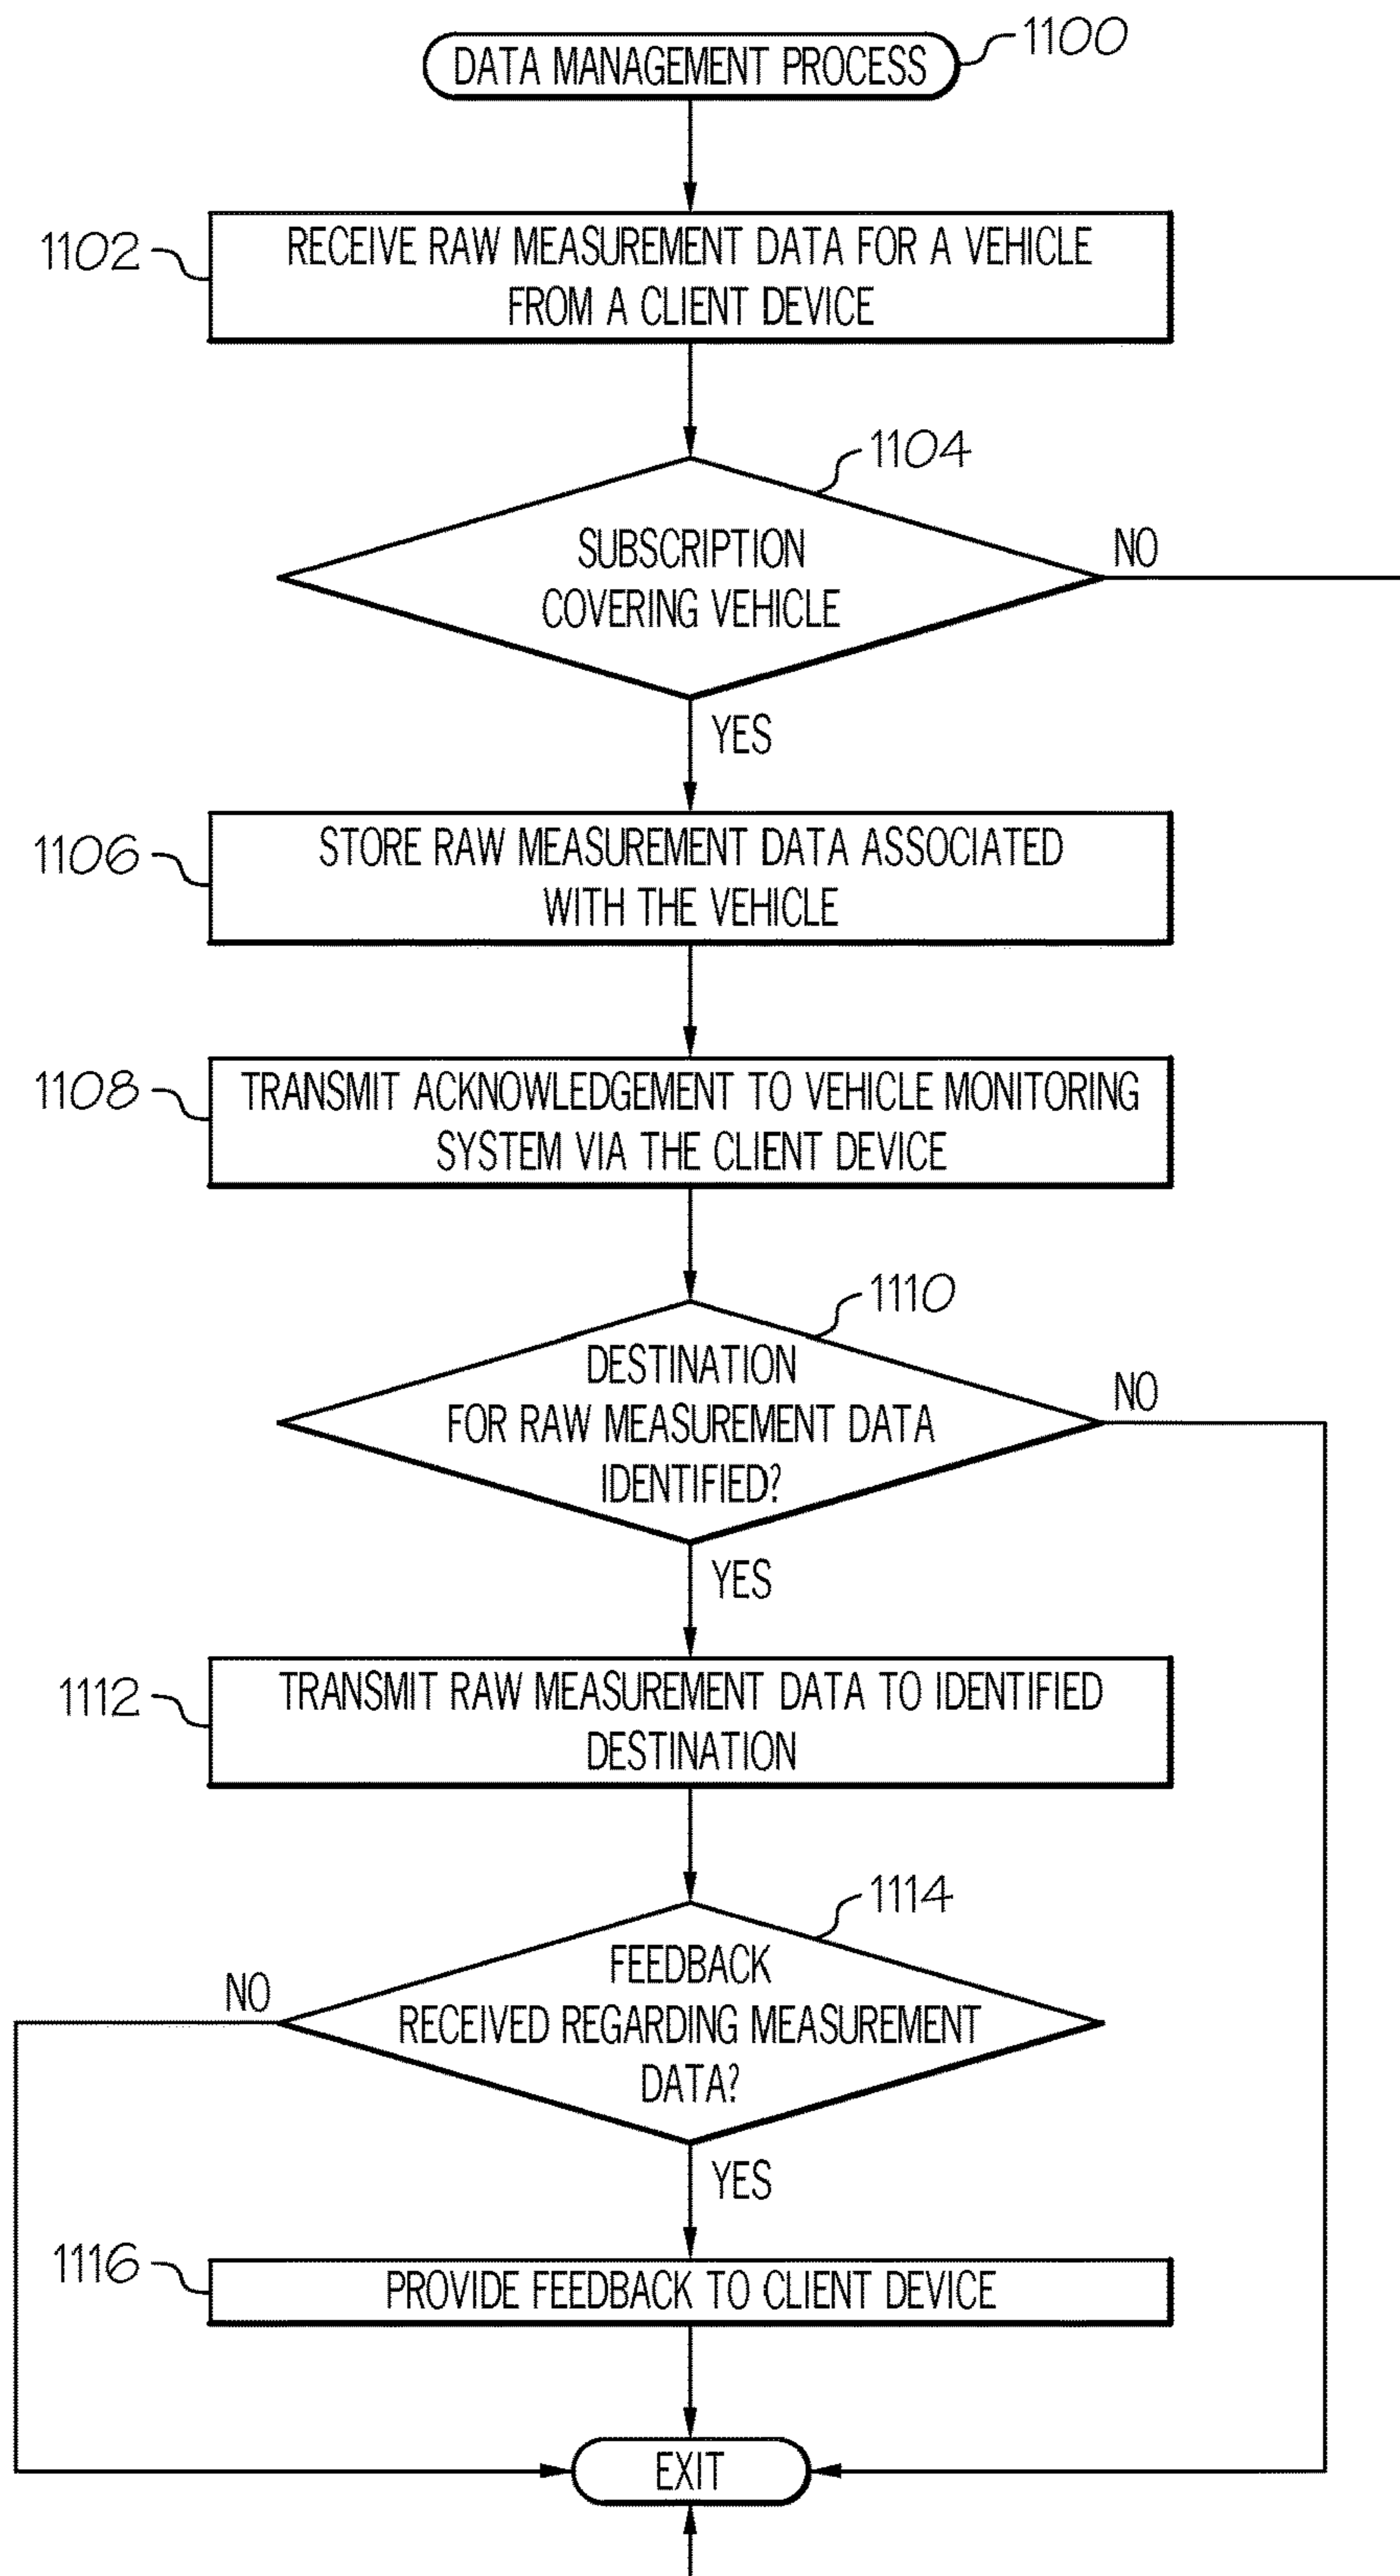 DATA MANAGEMENT PROCESS
1100
1102
RECEIVE RAW MEASUREMENT DATA FOR A VEHICLE
FROM A CLIENT DEVICE
1104
SUBSCRIPTION
COVERING VEHICLE
NO
YES
1106
STORE RAW MEASUREMENT DATA ASSOCIATED
WITH THE VEHICLE
1108
TRANSMIT ACKNOWLEDGEMENT TO VEHICLE MONITORING
SYSTEM VIA THE CLIENT DEVICE
1110
DESTINATION
FOR RAW MEASUREMENT DATA
IDENTIFIED?
NO
YES
1112
TRANSMIT RAW MEASUREMENT DATA TO IDENTIFIED
DESTINATION
1114
FEEDBACK
RECEIVED REGARDING MEASUREMENT
DATA?
NO
YES
1116
PROVIDE FEEDBACK TO CLIENT DEVICE
EXIT